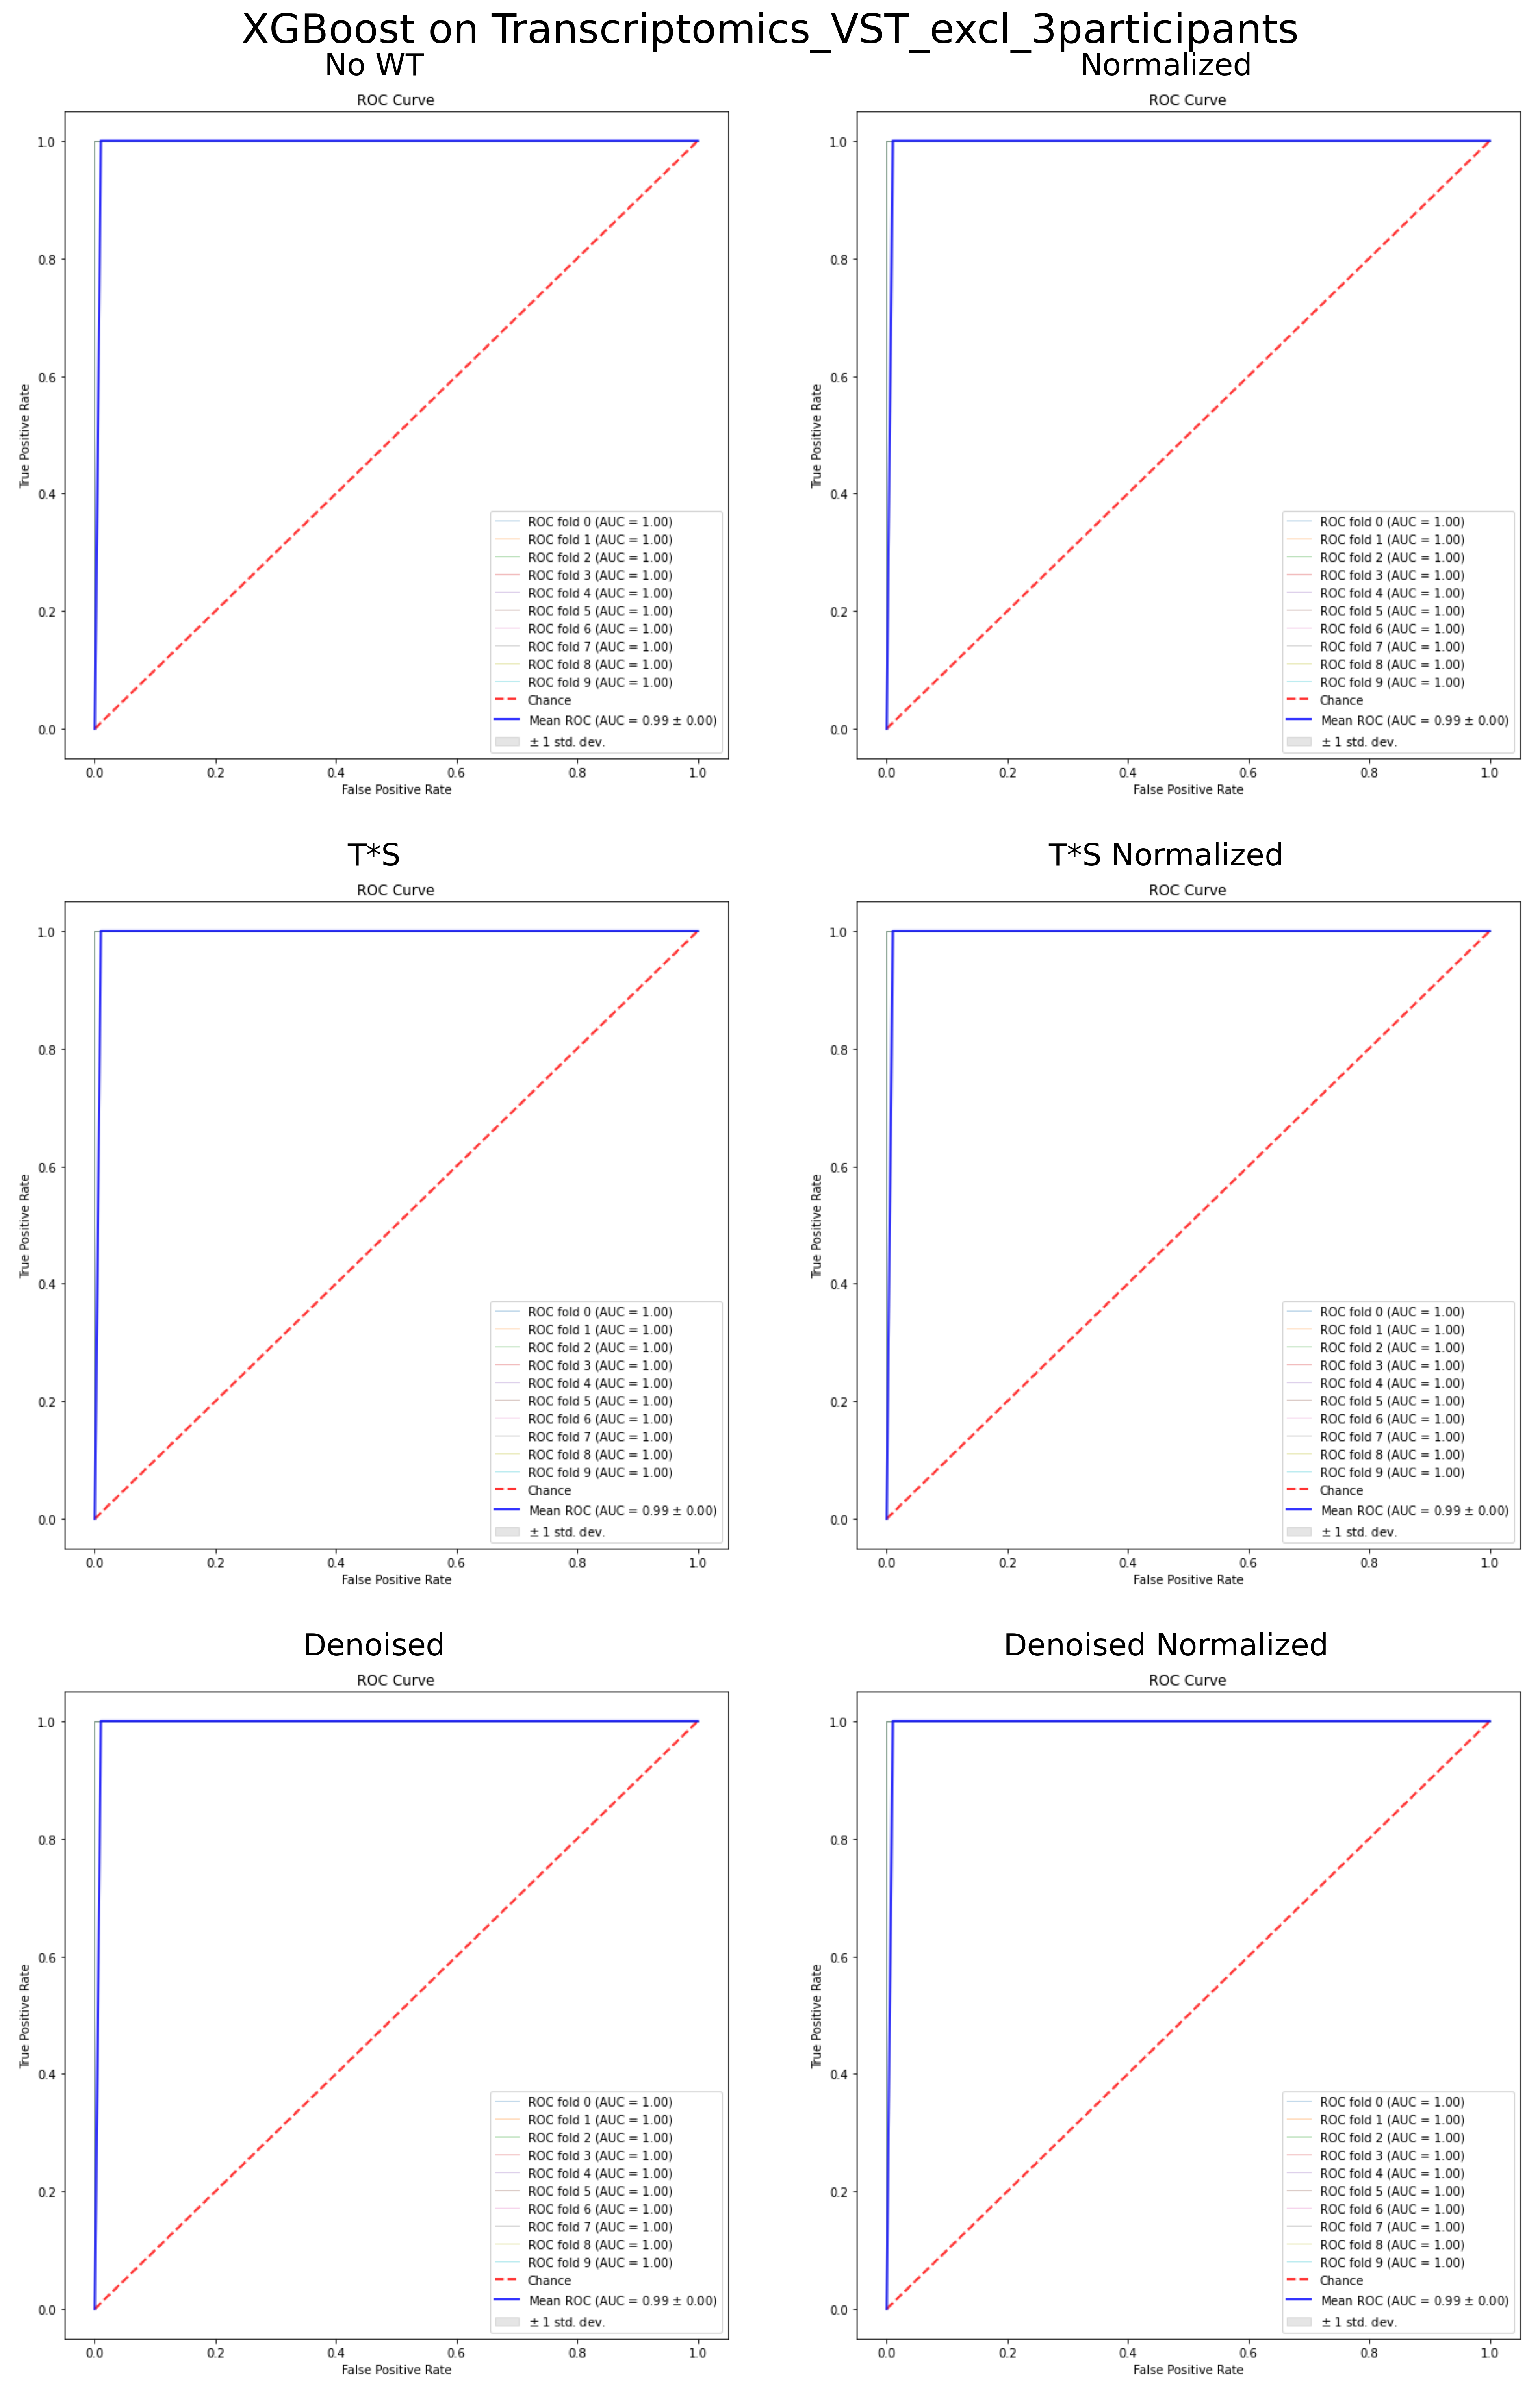 XGBoost on Transcriptomics_VST_excl_3participants
No WT
ROC Curve
1.0
0.8
0.6
0.4
0.2
0.0
True Positive Rate
ROC fold 0 (AUC = 1.00)
ROC fold 1 (AUC = 1.00)
ROC fold 2 (AUC = 1.00)
ROC fold 3 (AUC = 1.00)
ROC fold 4 (AUC = 1.00)
ROC fold 5 (AUC = 1.00)
ROC fold 6 (AUC = 1.00)
ROC fold 7 (AUC = 1.00)
ROC fold 8 (AUC = 1.00)
ROC fold 9 (AUC = 1.00)
Chance
Mean ROC (AUC = 0.99 ± 0.00)
± 1 std. dev.
0.0 0.2 0.4 0.6 0.8 1.0
False Positive Rate
Normalized
ROC Curve
1.0
0.8
0.6
0.4
0.2
0.0
True Positive Rate
ROC fold 0 (AUC = 1.00)
ROC fold 1 (AUC = 1.00)
ROC fold 2 (AUC = 1.00)
ROC fold 3 (AUC = 1.00)
ROC fold 4 (AUC = 1.00)
ROC fold 5 (AUC = 1.00)
ROC fold 6 (AUC = 1.00)
ROC fold 7 (AUC = 1.00)
ROC fold 8 (AUC = 1.00)
ROC fold 9 (AUC = 1.00)
Chance
Mean ROC (AUC = 0.99 ± 0.00)
± 1 std. dev.
0.0 0.2 0.4 0.6 0.8 1.0
False Positive Rate
T*S
ROC Curve
1.0
0.8
0.6
0.4
0.2
0.0
True Positive Rate
ROC fold 0 (AUC = 1.00)
ROC fold 1 (AUC = 1.00)
ROC fold 2 (AUC = 1.00)
ROC fold 3 (AUC = 1.00)
ROC fold 4 (AUC = 1.00)
ROC fold 5 (AUC = 1.00)
ROC fold 6 (AUC = 1.00)
ROC fold 7 (AUC = 1.00)
ROC fold 8 (AUC = 1.00)
ROC fold 9 (AUC = 1.00)
Chance
Mean ROC (AUC = 0.99 ± 0.00)
± 1 std. dev.
0.0 0.2 0.4 0.6 0.8 1.0
False Positive Rate
T*S Normalized
ROC Curve
1.0
0.8
0.6
0.4
0.2
0.0
True Positive Rate
ROC fold 0 (AUC = 1.00)
ROC fold 1 (AUC = 1.00)
ROC fold 2 (AUC = 1.00)
ROC fold 3 (AUC = 1.00)
ROC fold 4 (AUC = 1.00)
ROC fold 5 (AUC = 1.00)
ROC fold 6 (AUC = 1.00)
ROC fold 7 (AUC = 1.00)
ROC fold 8 (AUC = 1.00)
ROC fold 9 (AUC = 1.00)
Chance
Mean ROC (AUC = 0.99 ± 0.00)
± 1 std. dev.
0.0 0.2 0.4 0.6 0.8 1.0
False Positive Rate
Denoised
ROC Curve
1.0
0.8
0.6
0.4
0.2
0.0
True Positive Rate
ROC fold 0 (AUC = 1.00)
ROC fold 1 (AUC = 1.00)
ROC fold 2 (AUC = 1.00)
ROC fold 3 (AUC = 1.00)
ROC fold 4 (AUC = 1.00)
ROC fold 5 (AUC = 1.00)
ROC fold 6 (AUC = 1.00)
ROC fold 7 (AUC = 1.00)
ROC fold 8 (AUC = 1.00)
ROC fold 9 (AUC = 1.00)
Chance
Mean ROC (AUC = 0.99 ± 0.00)
± 1 std. dev.
0.0 0.2 0.4 0.6 0.8 1.0
False Positive Rate
Denoised Normalized
ROC Curve
1.0
0.8
0.6
0.4
0.2
0.0
True Positive Rate
ROC fold 0 (AUC = 1.00)
ROC fold 1 (AUC = 1.00)
ROC fold 2 (AUC = 1.00)
ROC fold 3 (AUC = 1.00)
ROC fold 4 (AUC = 1.00)
ROC fold 5 (AUC = 1.00)
ROC fold 6 (AUC = 1.00)
ROC fold 7 (AUC = 1.00)
ROC fold 8 (AUC = 1.00)
ROC fold 9 (AUC = 1.00)
Chance
Mean ROC (AUC = 0.99 ± 0.00)
± 1 std. dev.
0.0 0.2 0.4 0.6 0.8 1.0
False Positive Rate